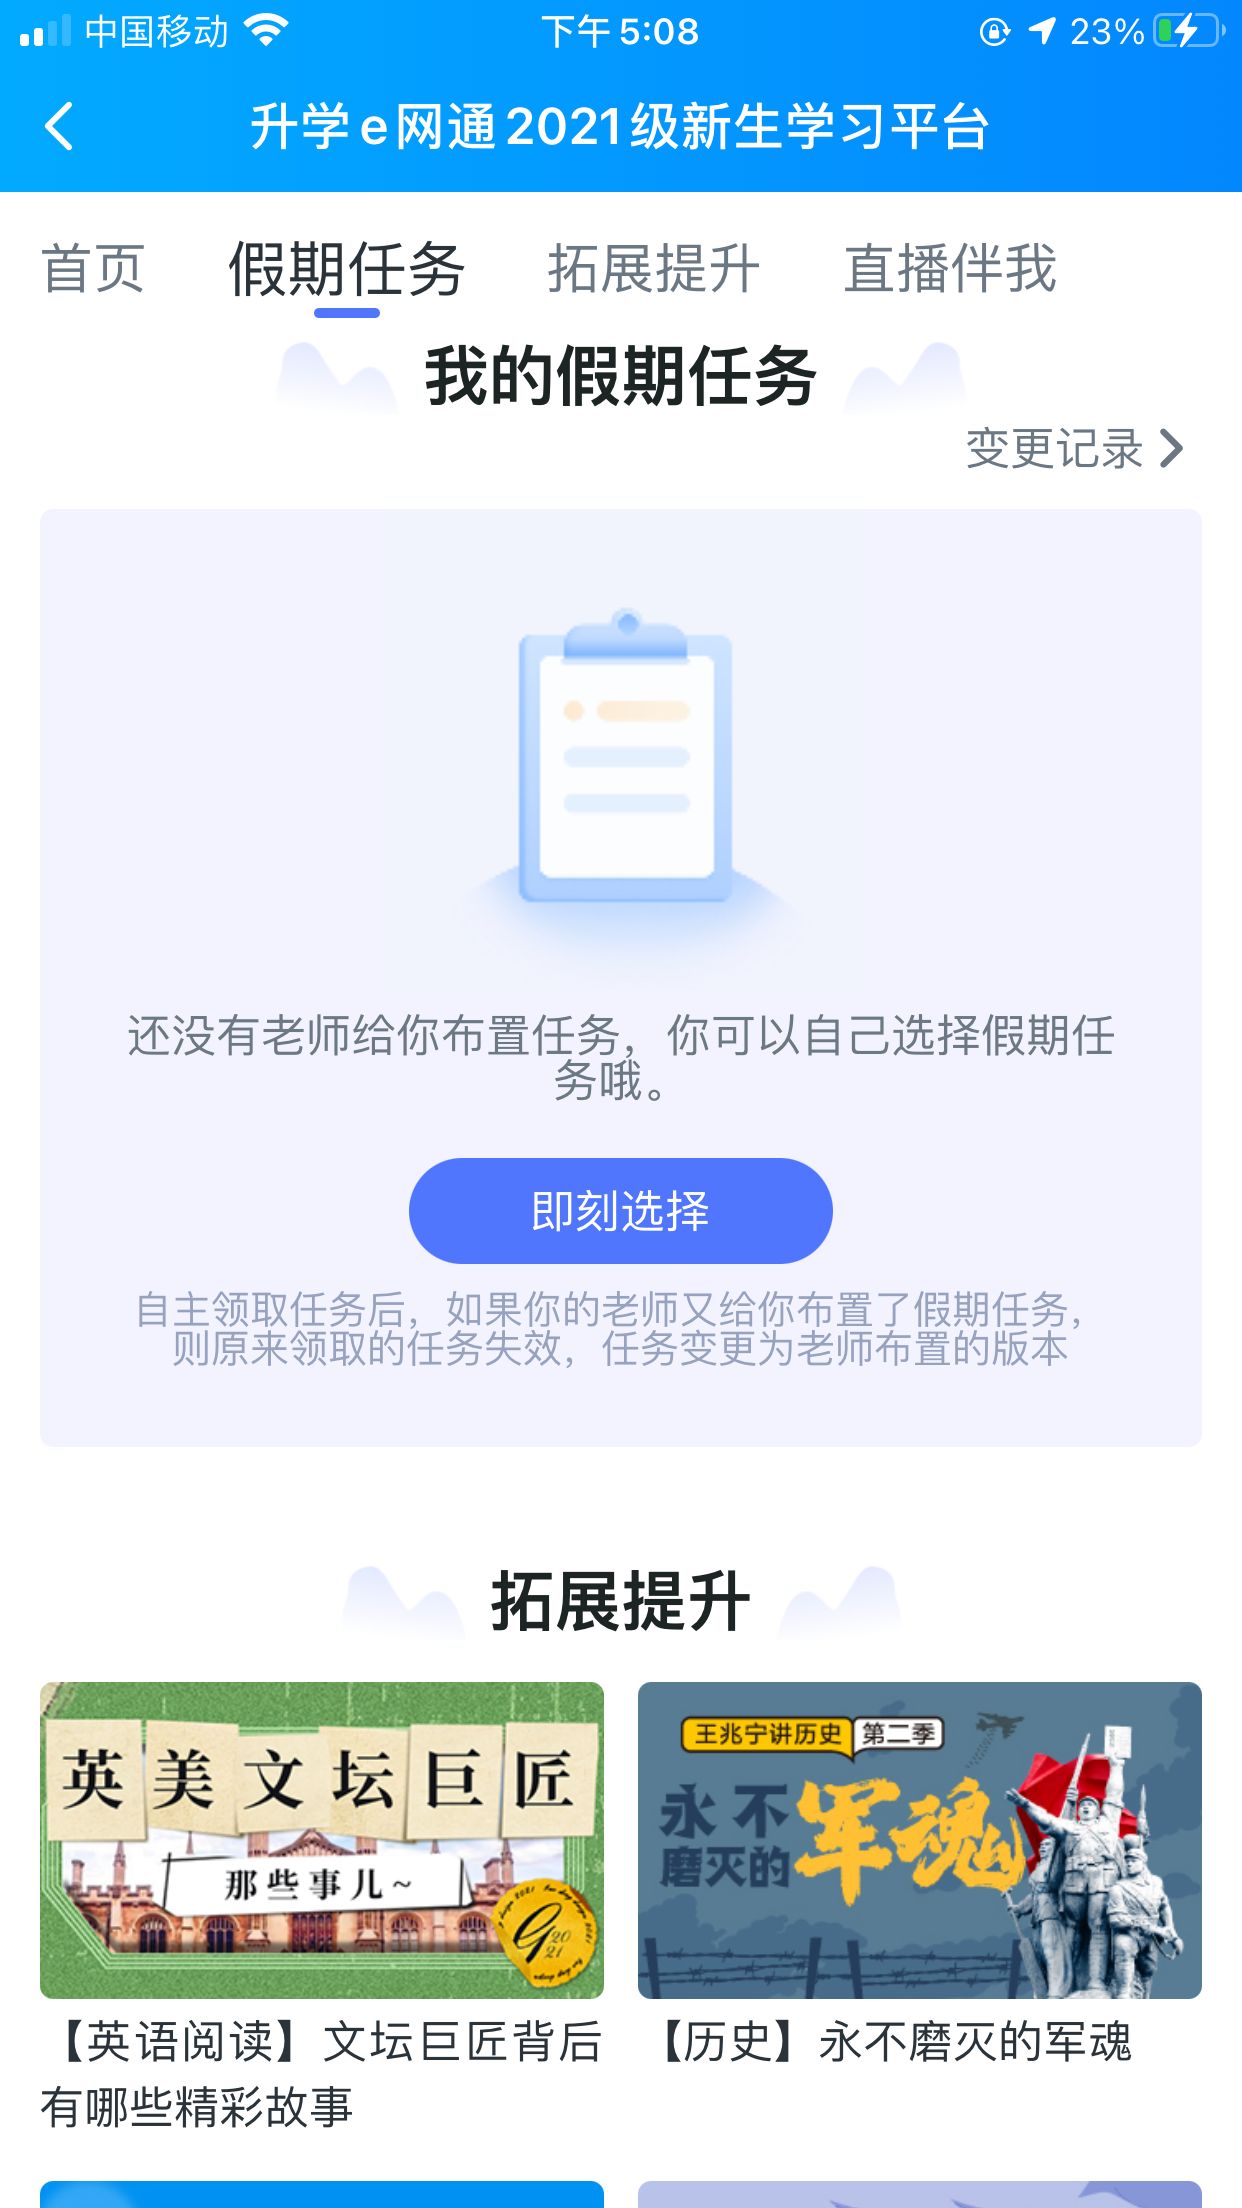 中国移动
下午5:08
23%
升学e网通2021级新生学习平台
首页 假期任务 拓展提升 直播伴我
我的假期任务
变更记录
还没有老师给你布置任务，你可以自己选择假期任
务哦。
即刻选择
自主领取任务后，如果你的老师又给你布置了假期任务，
则原来领取的任务失效，任务变更为老师布置的版本
拓展提升
英美文坛巨匠
那些事儿~
G 2021
王兆宁讲历史 第二季
永不
磨灭的
军魂
【英语阅读】文坛巨匠背后
有哪些精彩故事
【历史】永不磨灭的军魂